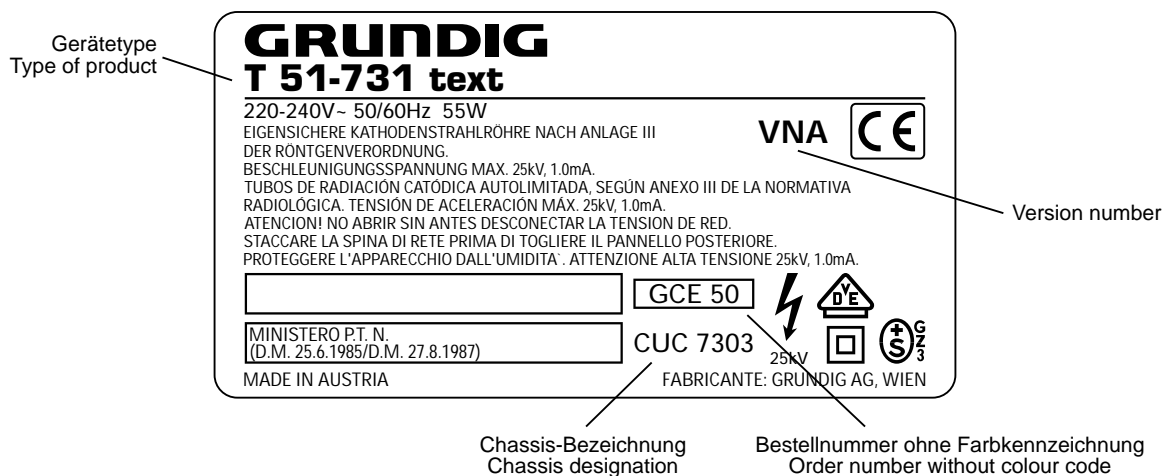 Gerätetype
Type of product
GRUNDIG
T 51-731 text
220-240V~ 50/60Hz 55W
EIGENSICHERE KATHODENSTRAHLRÖHRE NACH ANLAGE III
DER RÖNTGENVERORDNUNG.
BESCHLEUNIGUNGSSPANNUNG MAX. 25kV, 1.0mA.
TUBOS DE RADIACIÓN CATÓDICA AUTOLIMITADA, SEGÚN ANEXO III DE LA NORMATIVA
RADIOLÓGICA. TENSIÓN DE ACELERACIÓN MÁX. 25kV, 1.0mA.
ATENCION! NO ABRIR SIN ANTES DESCONECTAR LA TENSION DE RED.
STACCARE LA SPINA DI RETE PRIMA DI TOGLIERE IL PANNELLO POSTERIORE.
PROTEGGERE L'APPARECCHIO DALL'UMIDITA`. ATTENZIONE ALTA TENSIONE 25kV, 1.0mA.
VNA
CE
Version number
GCE 50
DVE
MINISTERO P.T. N.
(D.M. 25.6.1985/D.M. 27.8.1987)
CUC 7303
25kV
+S
GZ3
MADE IN AUSTRIA
FABRICANTE: GRUNDIG AG, WIEN
Chassis-Bezeichnung
Chassis designation
Bestellnummer ohne Farbkennzeichnung
Order number without colour code